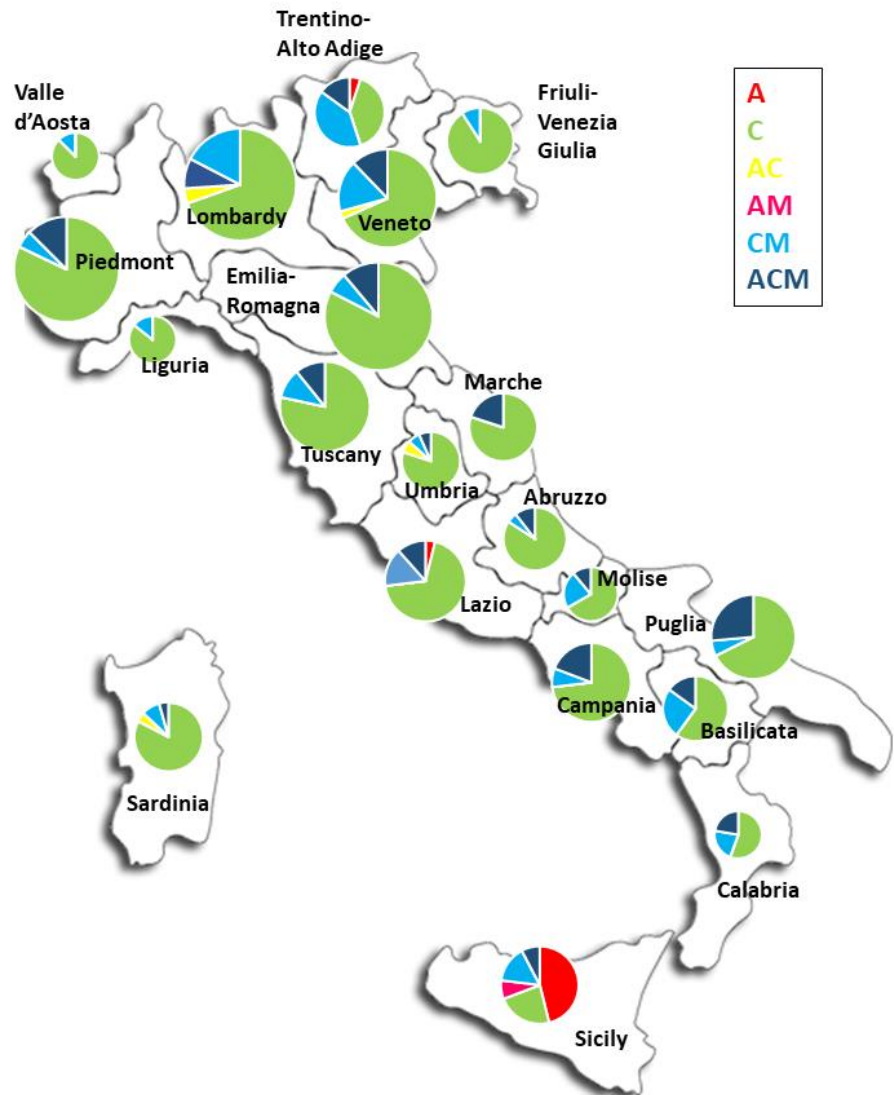 Trentino-
Alto Adige
Valle
d'Aosta
Friuli-
Venezia
Giulia
A
C
AC
AM
CM
ACM
Lombardy
Veneto
Piedmont
Emilia-
Romagna
Liguria
Marche
Tuscany
Umbria
Abruzzo
Molise
Lazio
Puglia
Campania
Basilicata
Sardinia
Calabria
Sicily